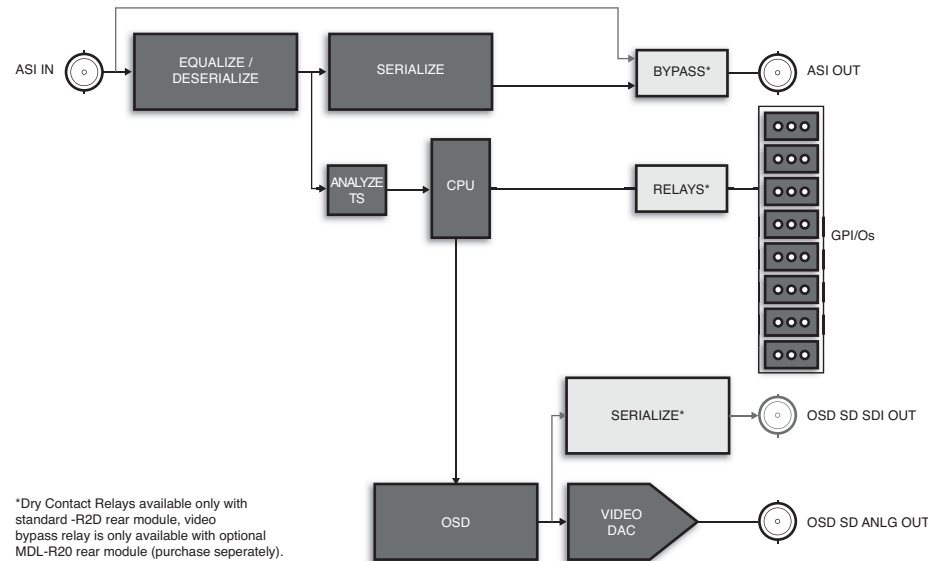 ASI IN
EQUALIZE /
DESERIALIZE
SERIALIZE
BYPASS*
ASI OUT
ANALYZE
TS
CPU
RELAYS*
GPI/Os
SERIALIZE*
OSD SD SDI OUT
OSD
VIDEO
DAC
OSD SD ANLG OUT
*Dry Contact Relays available only with
standard -R2D rear module, video
bypass relay is only available with optional
MDL-R20 rear module (purchase seperately).